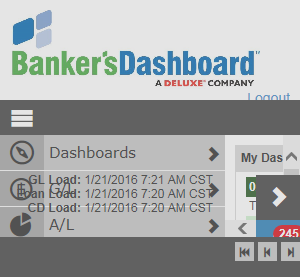 Banker'sDashboard™
A DELUXE® COMPANY
Logout
Dashboards
My Das
GL Load: 1/21/2016 7:21 AM CST
G/L
Loan Load: 1/21/2016 7:20 AM CST
CD Load: 1/21/2016 7:20 AM CST
A/L
0
T
245